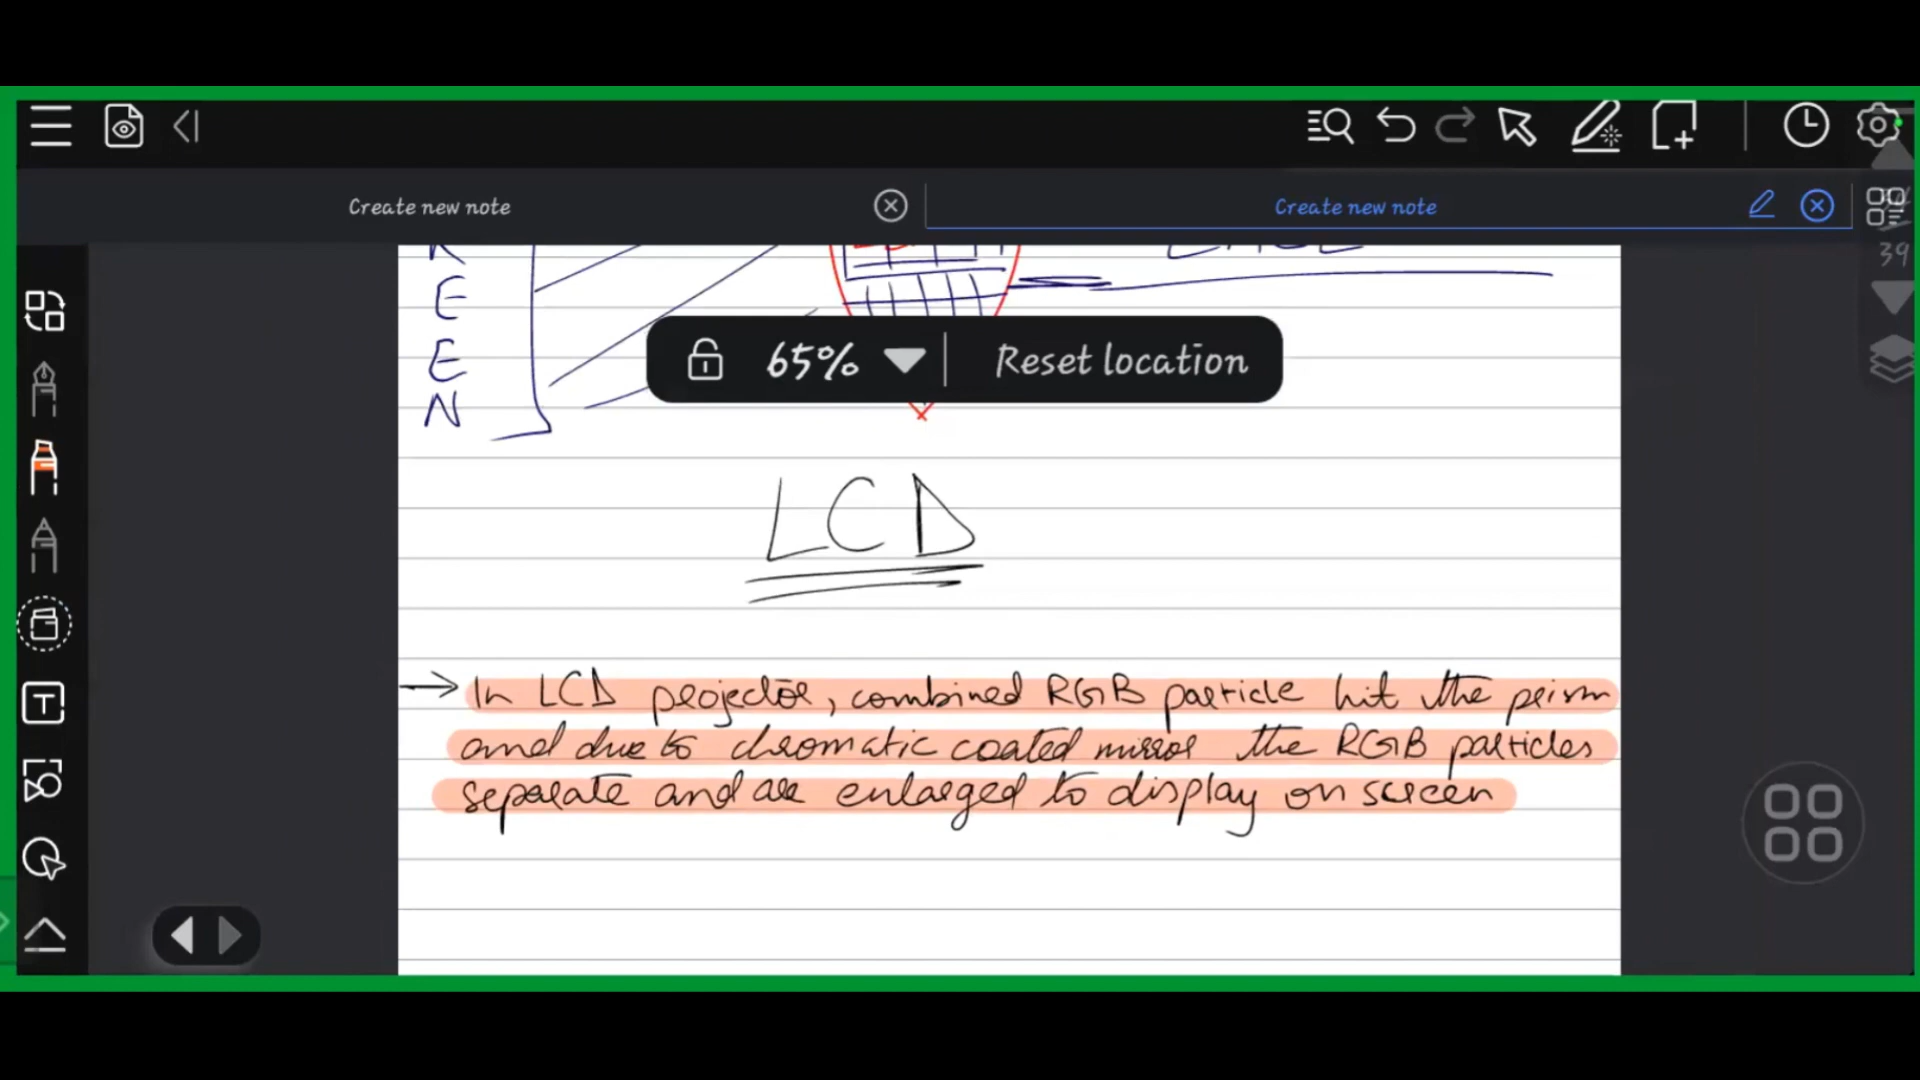 Create new note
Create new note
39
E
E
N
65%
Reset location
LCD
→ In LCD projector, combined RGB particle hit the prism
and due to chromatic coated mirror the RGB particles
separate and are enlarged to display on screen